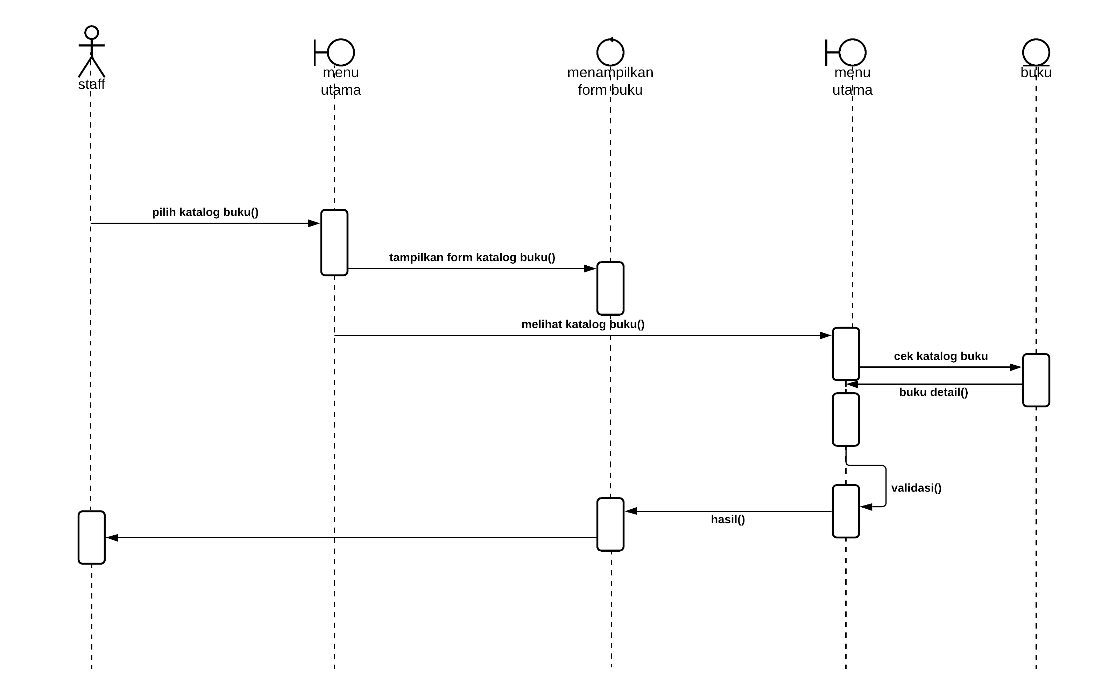 staff
menu
utama
menampilkan
form buku
menu
utama
buku
pilih katalog buku()
tampilkan form katalog buku()
melihat katalog buku()
cek katalog buku
buku detail()
validasi()
hasil()